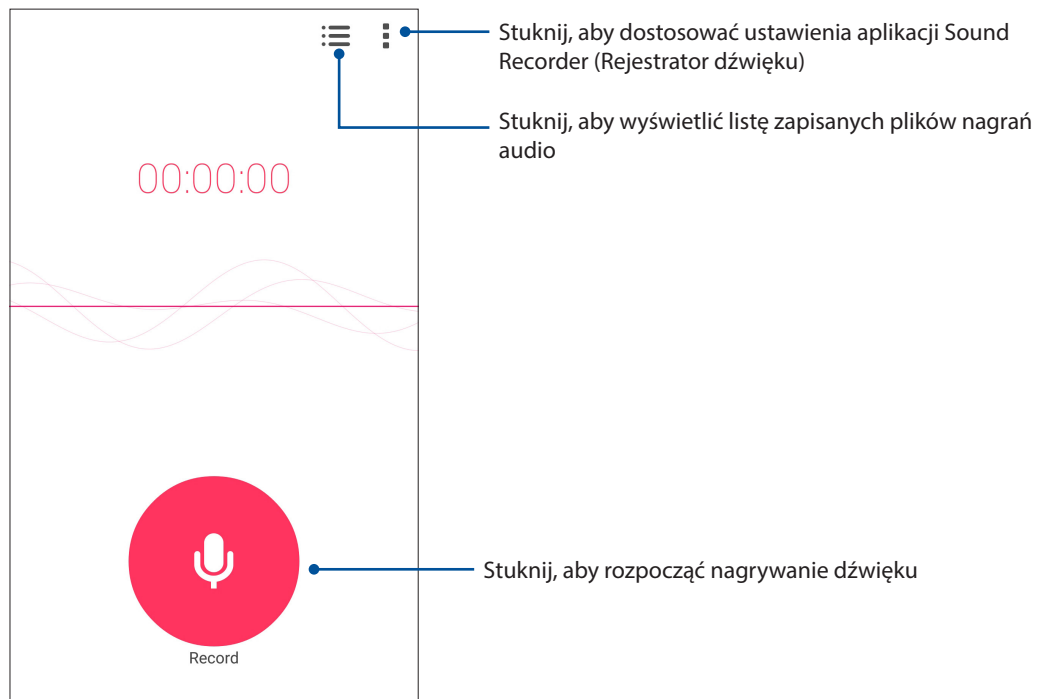 Stuknij, aby dostosować ustawienia aplikacji Sound
Recorder (Rejestrator dźwięku)
Stuknij, aby wyświetlić listę zapisanych plików nagrań
audio
00:00:00
Stuknij, aby rozpocząć nagrywanie dźwięku
Record